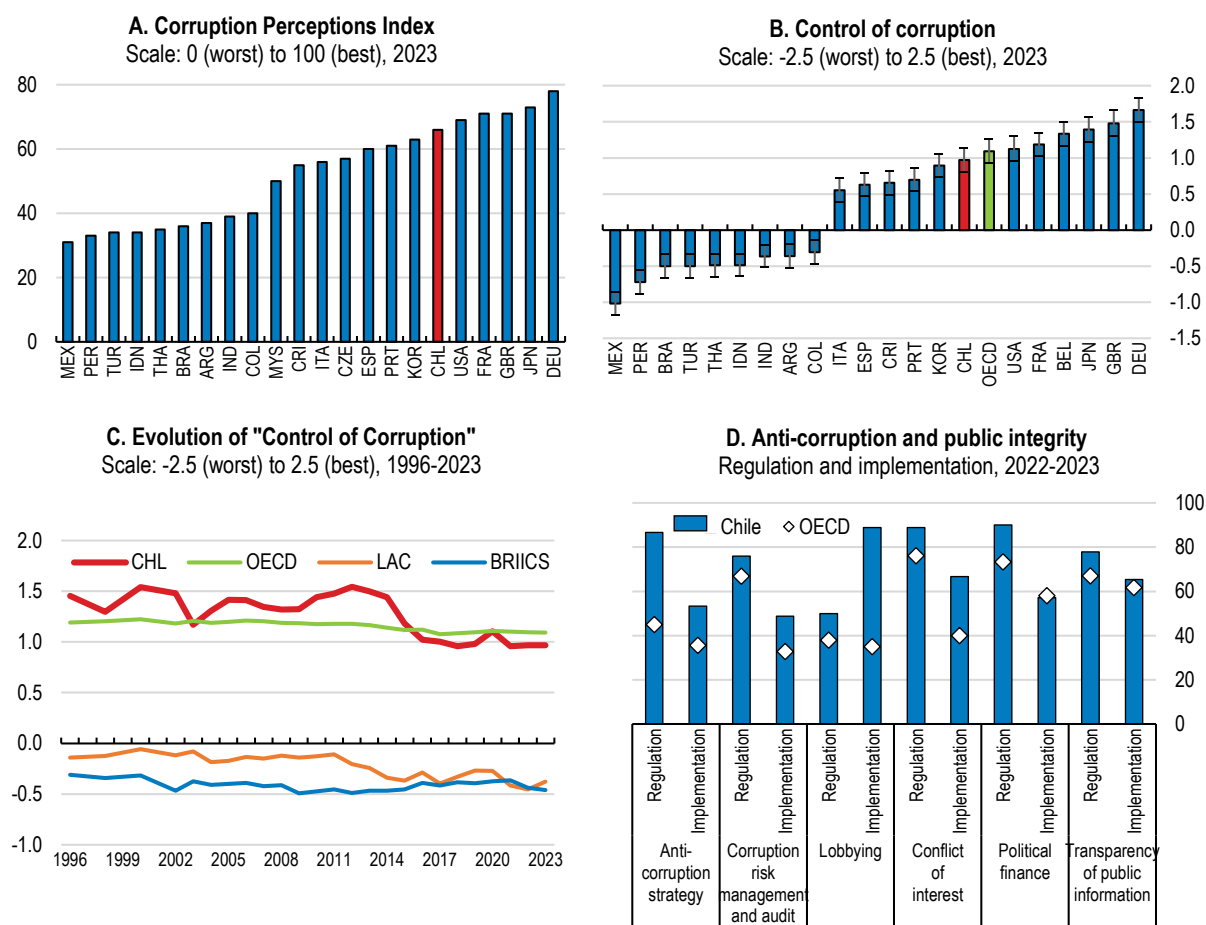 A. Corruption Perceptions Index
Scale: 0 (worst) to 100 (best), 2023
80
60
40
20
0
MEX
PER
TUR
IDN
THA
BRA
ARG
IND
COL
MYS
CRI
ITA
CZE
ESP
PRT
KOR
CHL
USA
FRA
GBR
JPN
DEU
B. Control of corruption
Scale: -2.5 (worst) to 2.5 (best), 2023
2.0
1.5
1.0
0.5
0.0
-0.5
-1.0
-1.5
MEX
PER
BRA
TUR
THA
IDN
IND
ARG
COL
ITA
ESP
CRI
PRT
KOR
CHL
OECD
USA
FRA
BEL
JPN
GBR
DEU
C. Evolution of "Control of Corruption"
Scale: -2.5 (worst) to 2.5 (best), 1996-2023
2.0
1.5
1.0
0.5
0.0
-0.5
-1.0
CHL OECD LAC BRIICS
1996 1999 2002 2005 2008 2011 2014 2017 2020 2023
D. Anti-corruption and public integrity
Regulation and implementation, 2022-2023
Chile OECD
100
80
60
40
20
0
Regulation
Implementation
Regulation
Implementation
Regulation
Implementation
Regulation
Implementation
Regulation
Implementation
Regulation
Implementation
Anti-
corruption
strategy
Corruption
risk
management
and audit
Lobbying
Conflict
of
interest
Political
finance
Transparency
of public
information